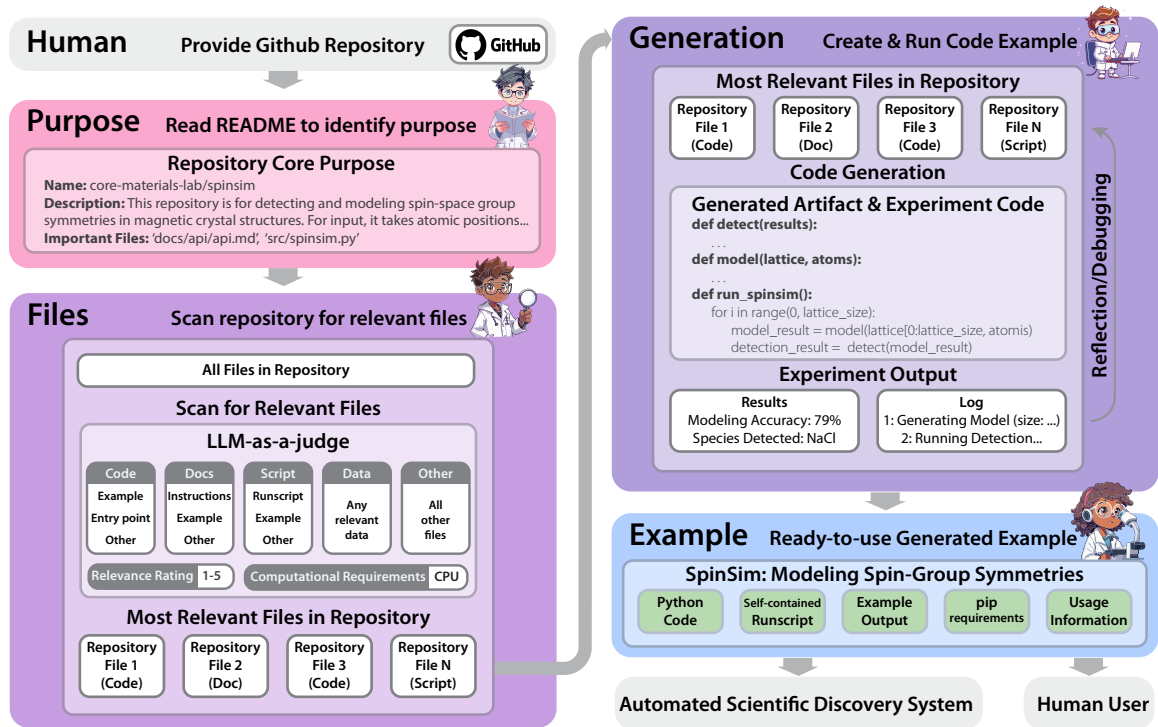 Human
Provide Github Repository
GitHub
Purpose
Read README to identify purpose
Repository Core Purpose
Name: core-materials-lab/spinsim
Description: This repository is for detecting and modeling spin-space group
symmetries in magnetic crystal structures. For input, it takes atomic positions...
Important Files: ‘docs/api/api.md’, ‘src/spinsim.py’
Files
Scan repository for relevant files
All Files in Repository
Scan for Relevant Files
LLM-as-a-judge
Code
Example
Entry point
Other
Docs
Instructions
Example
Other
Script
Runscript
Example
Other
Data
Any
relevant
data
Other
All
other
files
Relevance Rating 1-5
Computational Requirements CPU
Most Relevant Files in Repository
Repository
File 1
(Code)
Repository
File 2
(Doc)
Repository
File 3
(Code)
Repository
File N
(Script)
Generation
Create & Run Code Example
Most Relevant Files in Repository
Repository
File 1
(Code)
Repository
File 2
(Doc)
Repository
File 3
(Code)
Repository
File N
(Script)
Code Generation
Generated Artifact & Experiment Code
def detect(results):
. . .
def model(lattice, atoms):
...
def run_spinsim():
for i in range(0, lattice_size):
model_result = model(lattice[0:lattice_size, atomis)
detection_result = detect(model_result)
Experiment Output
Results
Modeling Accuracy: 79%
Species Detected: NaCl
Log
1: Generating Model (size: ...)
2: Running Detection...
Reflection/Debugging
Example
Ready-to-use Generated Example
SpinSim: Modeling Spin-Group Symmetries
Python
Code
Self-contained
Runscript
Example
Output
pip
requirements
Usage
Information
Automated Scientific Discovery System
Human User